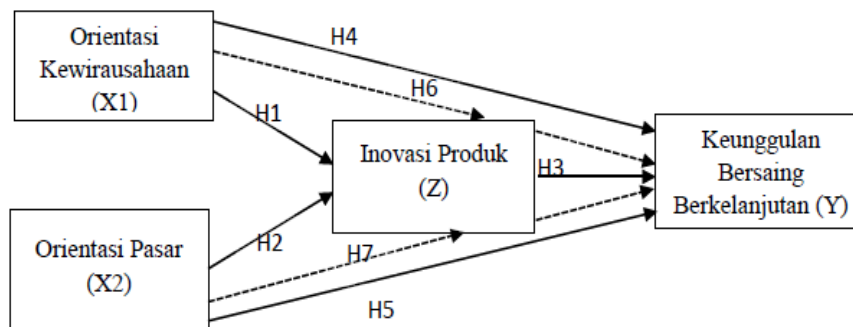 Orientasi
Kewirausahaan
(X1)
H4
H6
H1
Inovasi Produk
(Z)
H3
Keunggulan
Bersaing
Berkelanjutan (Y)
Orientasi Pasar
(X2)
H2
H7
H5